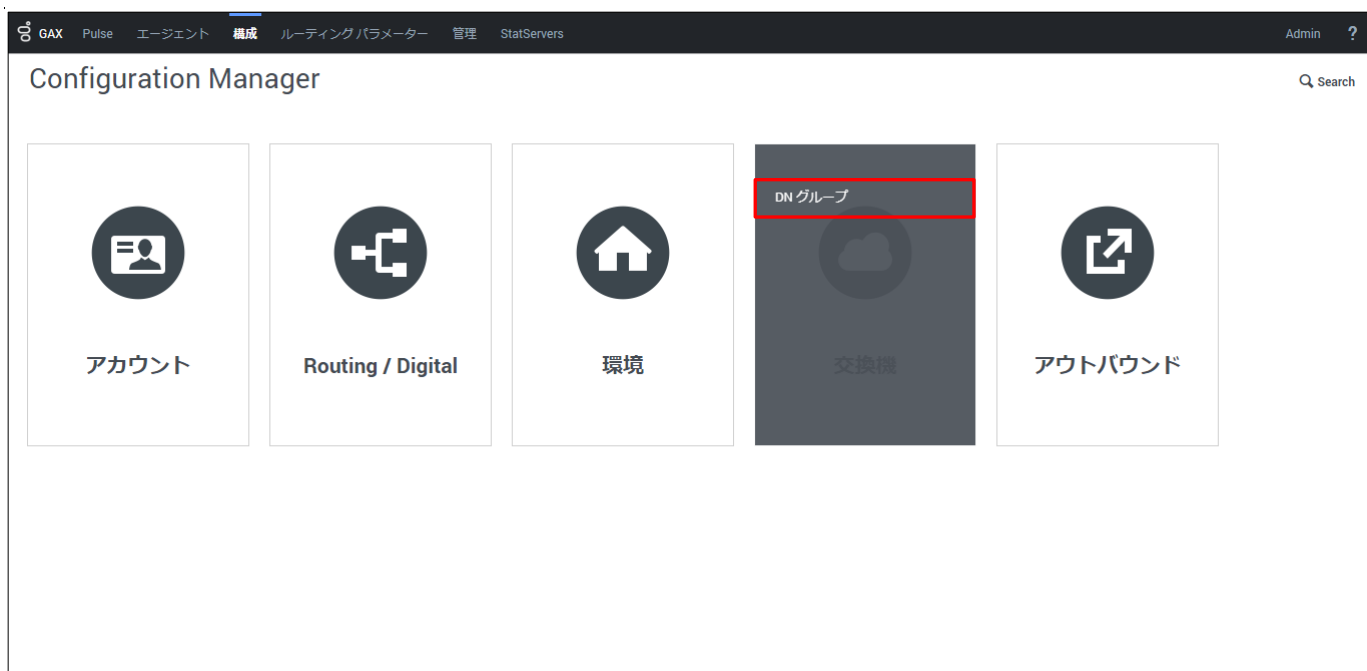 GAX Pulse エージェント 構成 ルーティング パラメーター 管理 StatServers Admin ?
Configuration Manager
Search
DN グループ
アカウント
Routing / Digital
環境
交換機
アウトバウンド